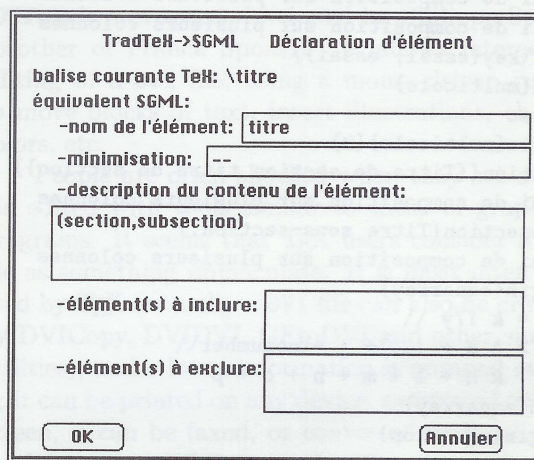 TradTeX->SGML Déclaration d'élément
balise courante TeX: \titre
équivalent SGML:
-nom de l'élément: titre
-minimisation: --
-description du contenu de l'élément:
(section,subsection)
-élément(s) à inclure:
-élément(s) à exclure:
OK Annuler